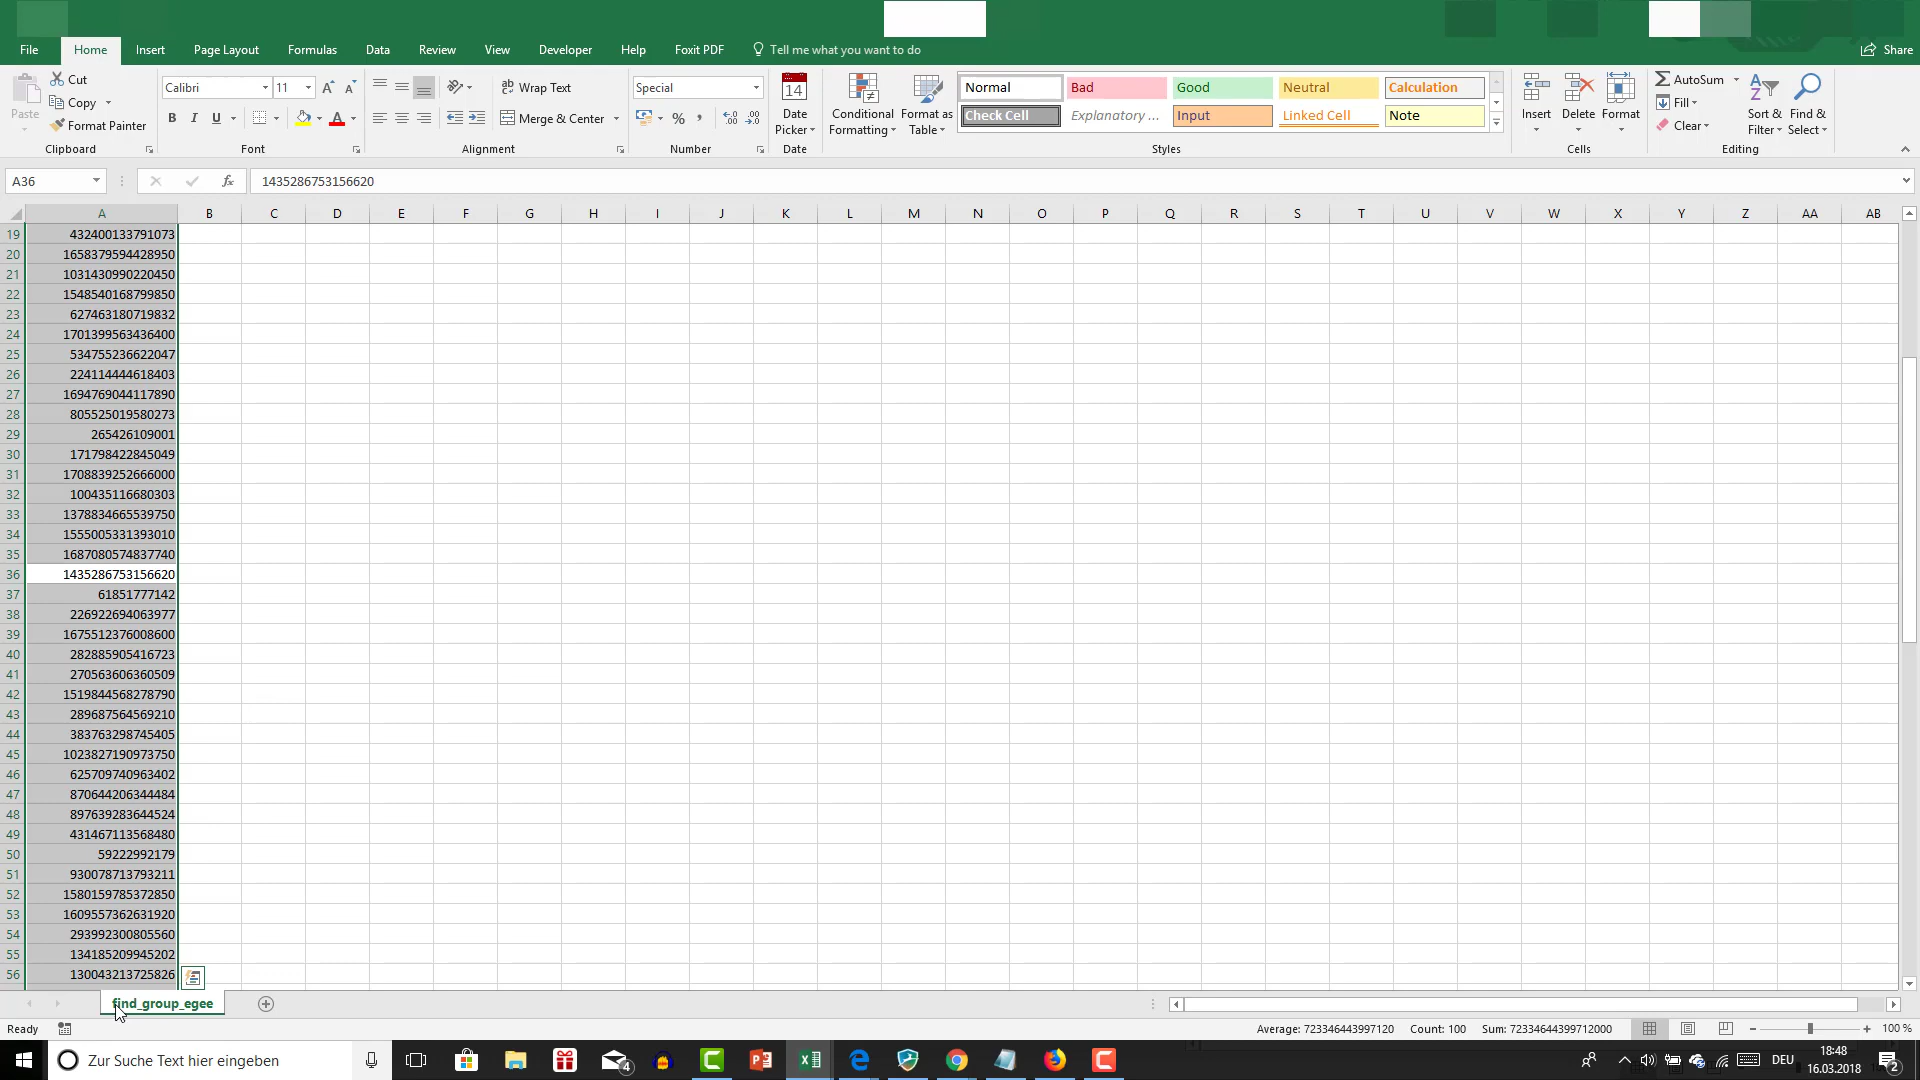 File Home Insert Page Layout Formulas Data Review View Developer Help Foxit PDF Tell me what you want to do Share
Paste Cut Copy Format Painter Clipboard
Calibri 11 B I U A Font
Wrap Text Merge & Center Alignment
Special % , Number
14 Date Picker Date
Conditional Formatting Format as Table
Normal Bad Good Neutral Calculation
Check Cell Explanatory ... Input Linked Cell Note
Styles
Insert Delete Format Cells
AutoSum Fill Clear Sort & Filter Find & Select Editing
A36 fx 1435286753156620
A B C D E F G H I J K L M N O P Q R S T U V W X Y Z AA AB
19 432400133791073
20 1658379594428950
21 1031430990220450
22 1548540168799850
23 627463180719832
24 1701399563436400
25 534755236622047
26 224114444618403
27 1694769044117890
28 805525019580273
29 265426109001
30 171798422845049
31 1708839252666000
32 100435116680303
33 1378834665539750
34 1555005331393010
35 1687080574837740
36 1435286753156620
37 61851777142
38 226922694063977
39 1675512376008600
40 282885905416723
41 270563606360509
42 1519844568278790
43 289687564569210
44 383763298745405
45 1023827190973750
46 625709740963402
47 870644206344484
48 897639283644524
49 431467113568480
50 59222992179
51 930078713793211
52 1580159785372850
53 1609557362631920
54 293992300805560
55 134185209945202
56 130043213725826
find_group_egee
Ready Average: 723346443997120 Count: 100 Sum: 72334644399712000 100 %
Zur Suche Text hier eingeben 4 DEU 18:48 2
16.03.2018